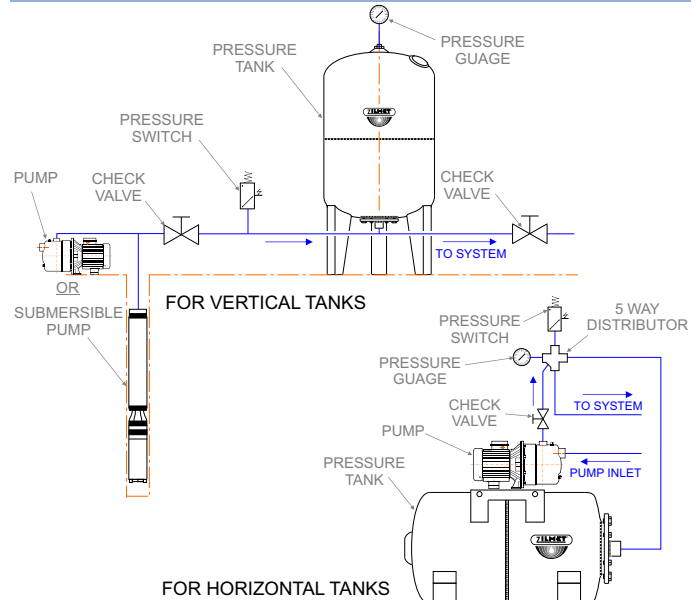 PRESSURE
TANK
PRESSURE
GUAGE
ZILMET
PRESSURE
SWITCH
PUMP
CHECK
VALVE
CHECK
VALVE
TO SYSTEM
OR
SUBMERSIBLE
PUMP
FOR VERTICAL TANKS
PRESSURE
SWITCH
5 WAY
DISTRIBUTOR
PRESSURE
GUAGE
TO SYSTEM
CHECK
VALVE
PUMP
PUMP INLET
PRESSURE
TANK
ZILMET
FOR HORIZONTAL TANKS